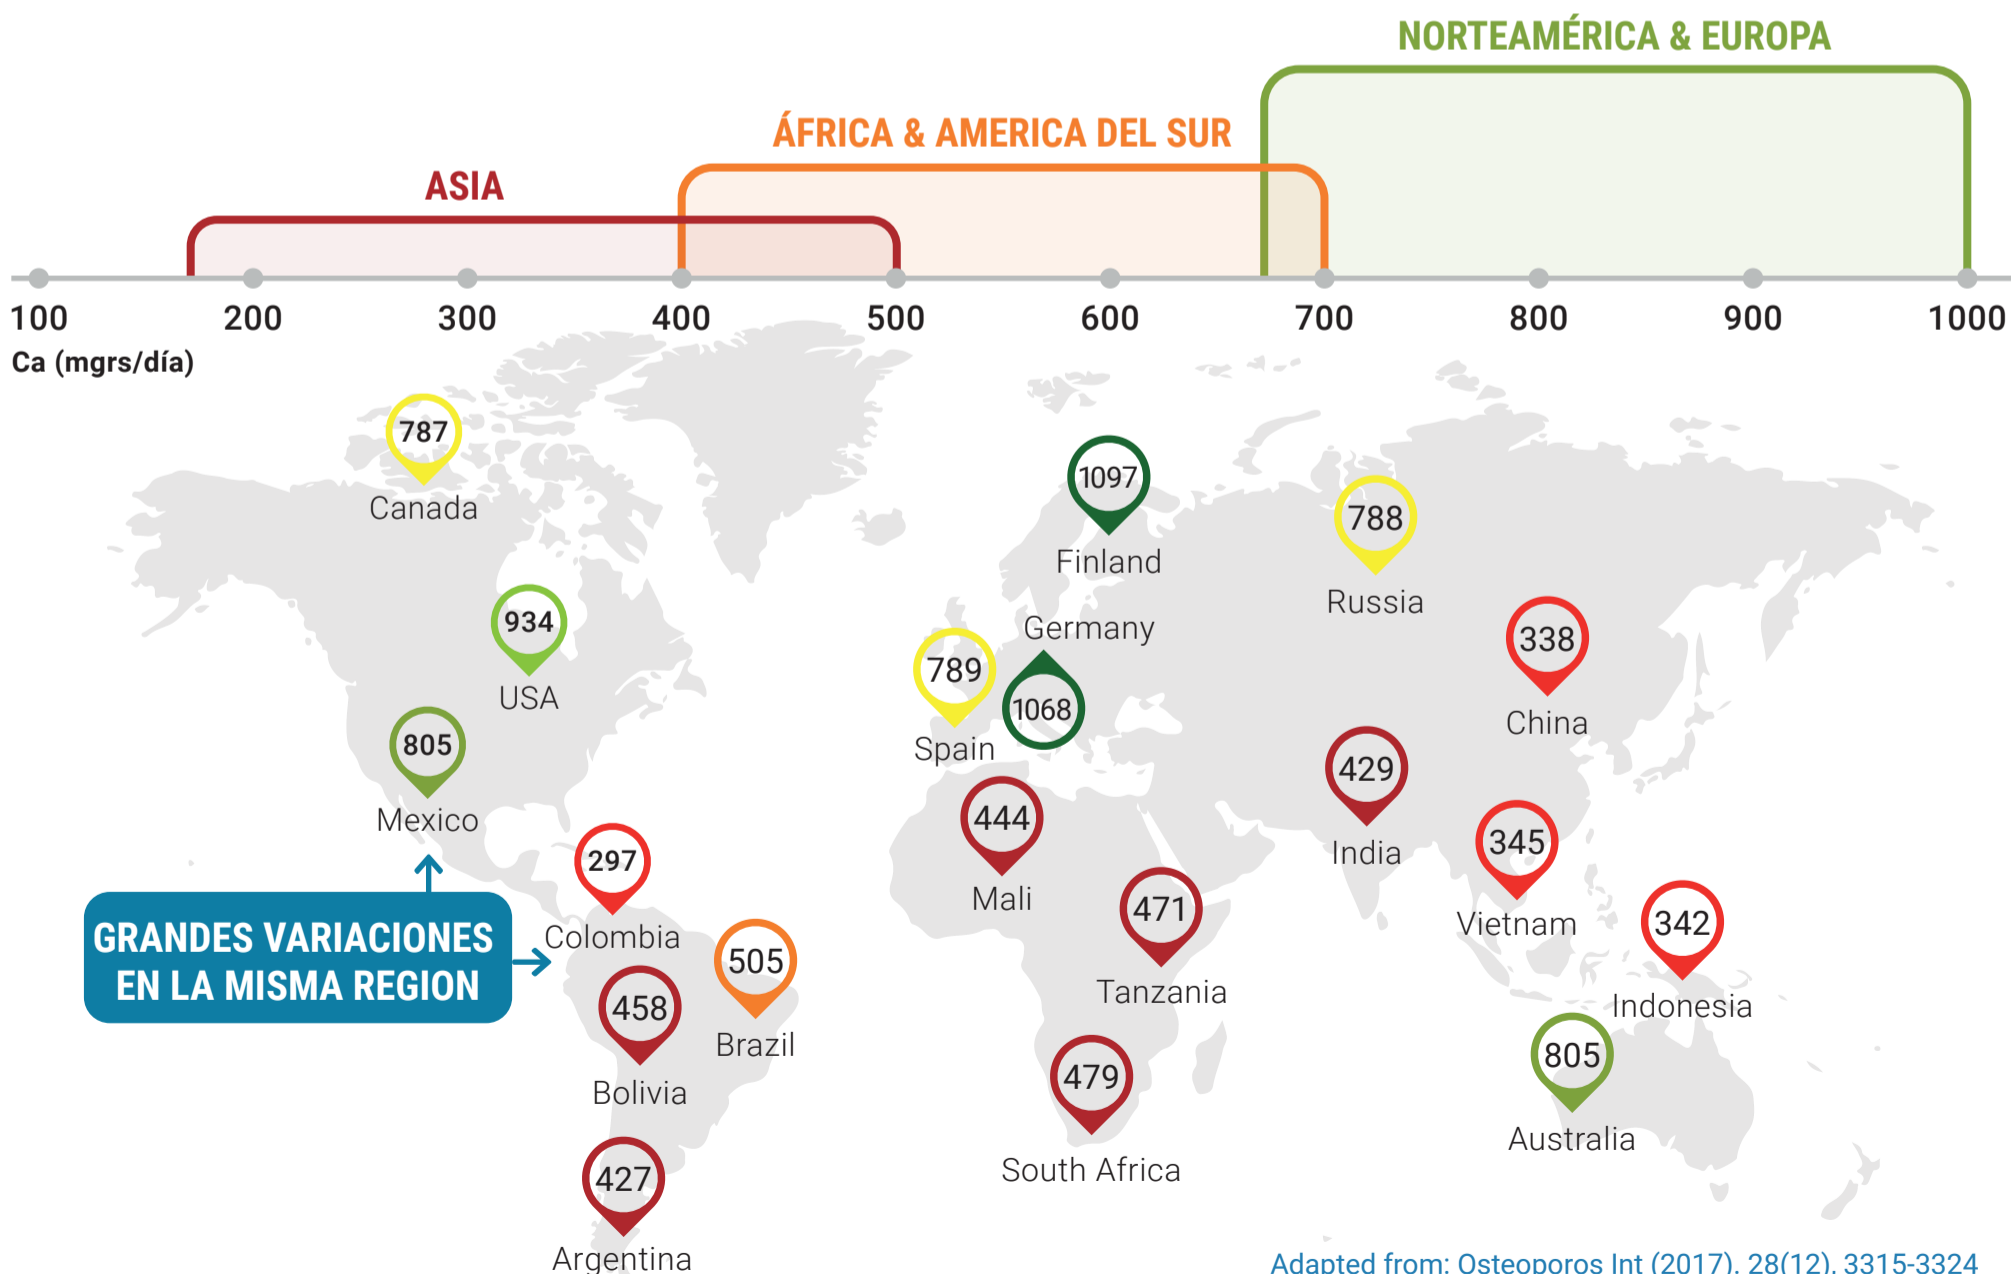 NORTEAMÉRICA & EUROPA
ÁFRICA & AMERICA DEL SUR
ASIA
100 200 300 400 500 600 700 800 900 1000
Ca (mgrs/día)
787
Canada
1097
Finland
788
Russia
934
USA
Germany
1068
789
Spain
338
China
805
Mexico
429
India
444
Mali
345
Vietnam
297
Colombia
471
Tanzania
342
Indonesia
GRANDES VARIACIONES
EN LA MISMA REGION
505
Brazil
458
Bolivia
479
South Africa
805
Australia
427
Argentina
Adapted from: Osteoporos Int (2017), 28(12), 3315-3324